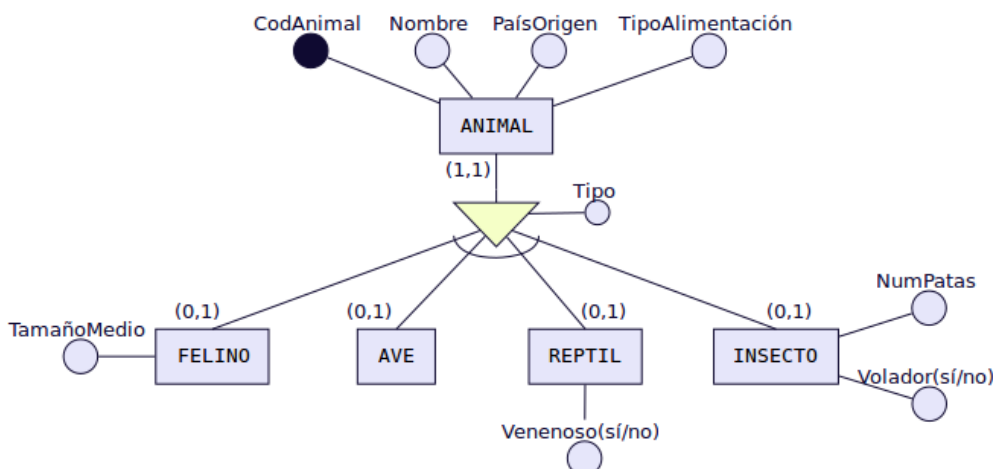 CodAnimal
Nombre
PaísOrigen
TipoAlimentación
ANIMAL
(1,1)
Tipo
(0,1)
(0,1)
(0,1)
(0,1)
NumPatas
TamañoMedio
FELINO
AVE
REPTIL
INSECTO
Volador(sí/no)
Venenoso(sí/no)